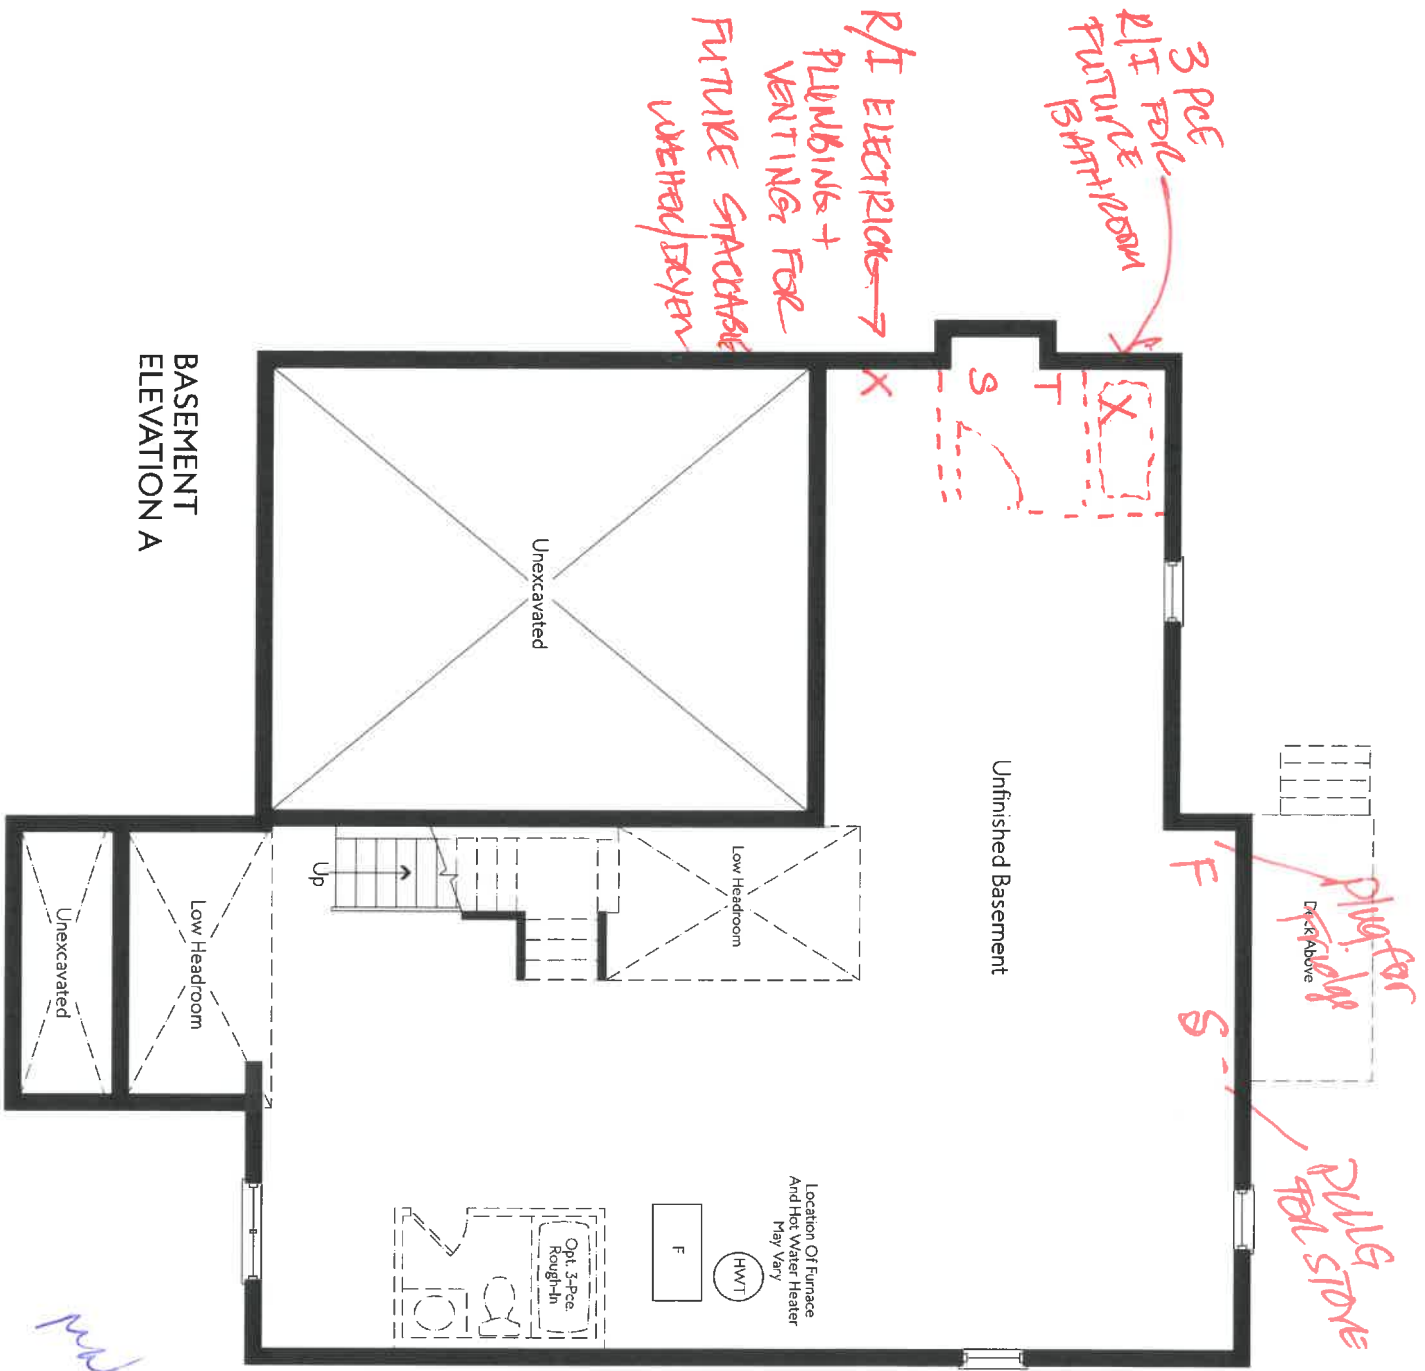 3 PCE
R/I FOR
FUTURE
BATHROOM
R/I ELECTRICAL
PLUMBING +
VENTING FOR
FUTURE STACKABLE
WASHER/DRYER
X
S
T
X
BASEMENT
ELEVATION A
Unexcavated
Unfinished Basement
Low Headroom
Up
Low Headroom
Unexcavated
Deck Above
F
plug for
Fridge
S
PLUG
FOR STOVE
Location Of Furnace
And Hot Water Heater
May Vary
HWT
F
Opt. 3-Pce.
Rough-In